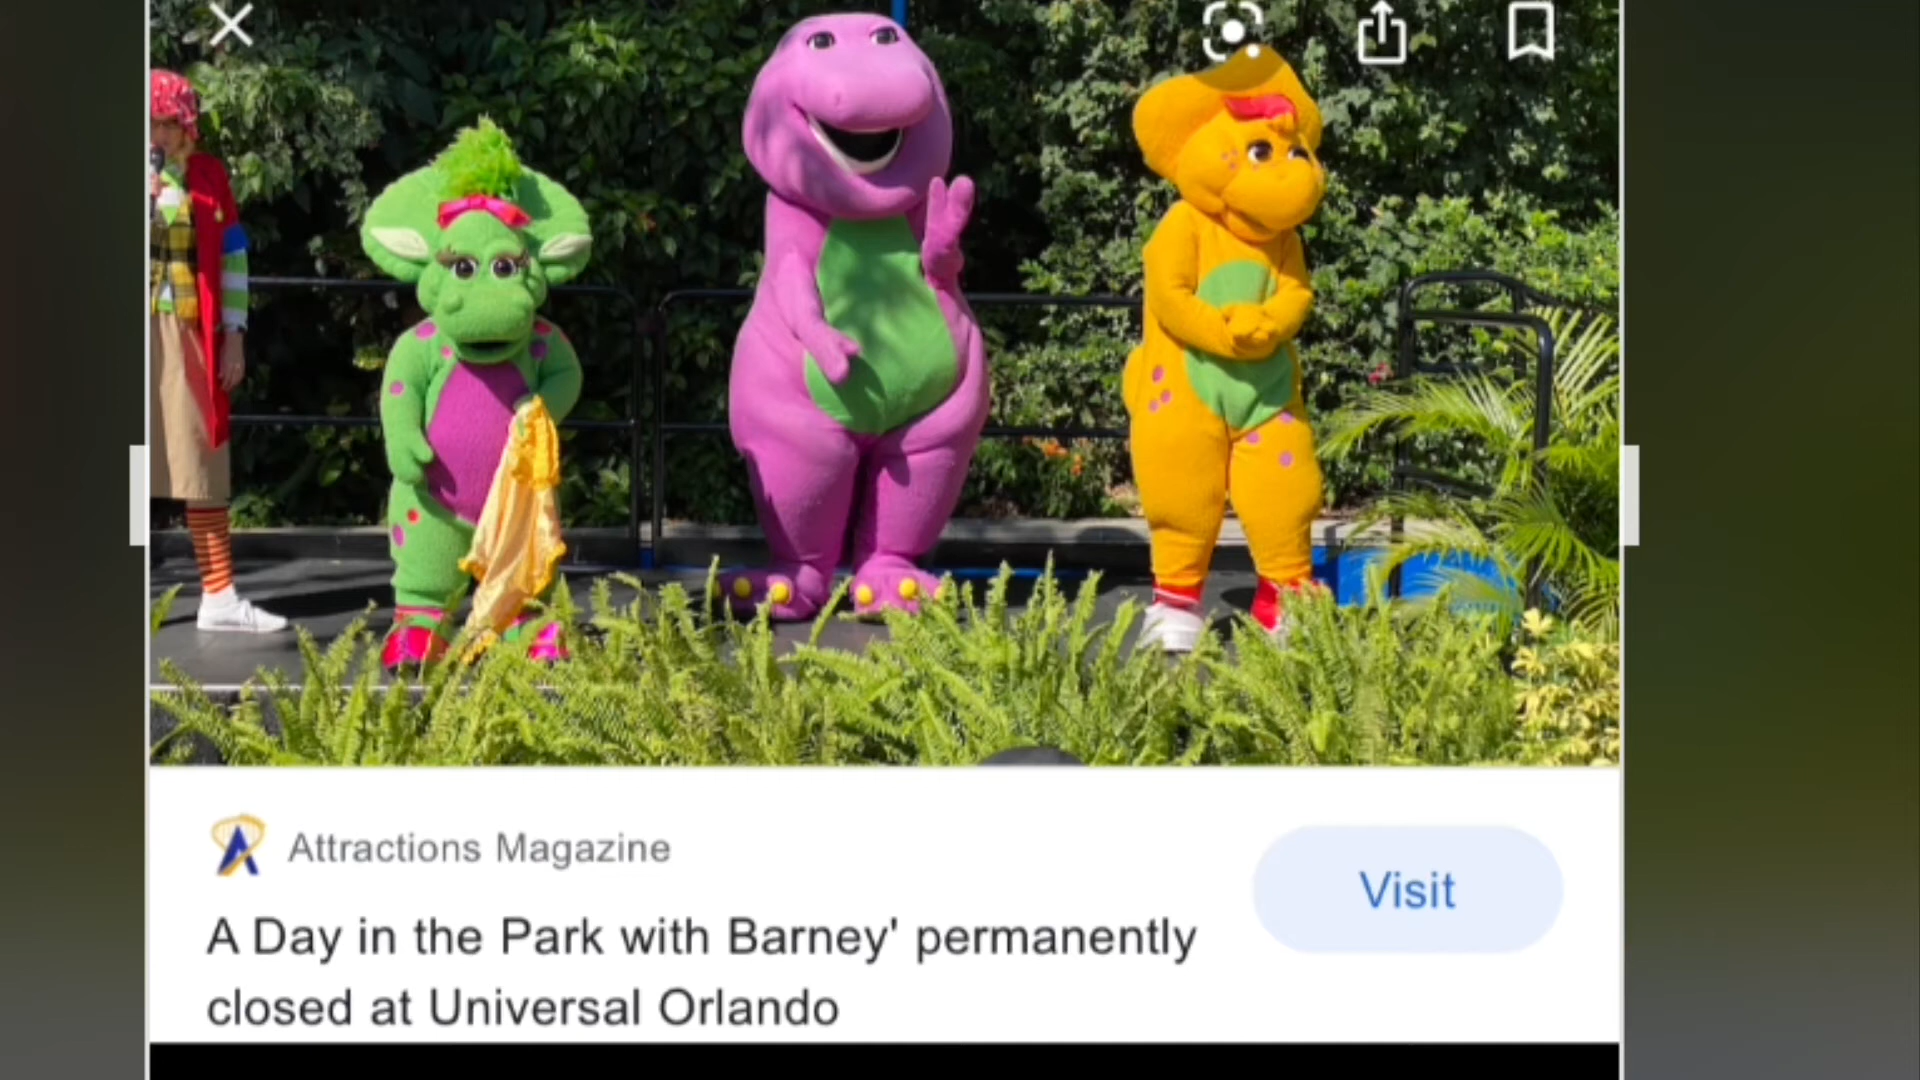 Attractions Magazine
Visit
A Day in the Park with Barney' permanently
closed at Universal Orlando